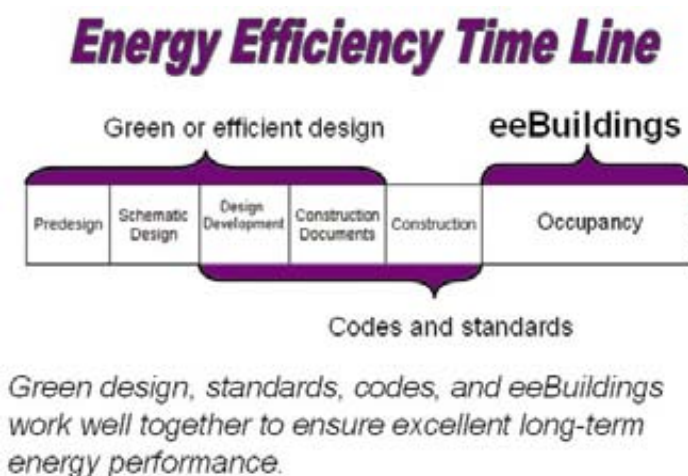 Energy Efficiency Time Line
Green or efficient design
eeBuildings
Predesign
Schematic
Design
Design
Development
Construction
Documents
Construction
Occupancy
Codes and standards
Green design, standards, codes, and eeBuildings
work well together to ensure excellent long-term
energy performance.